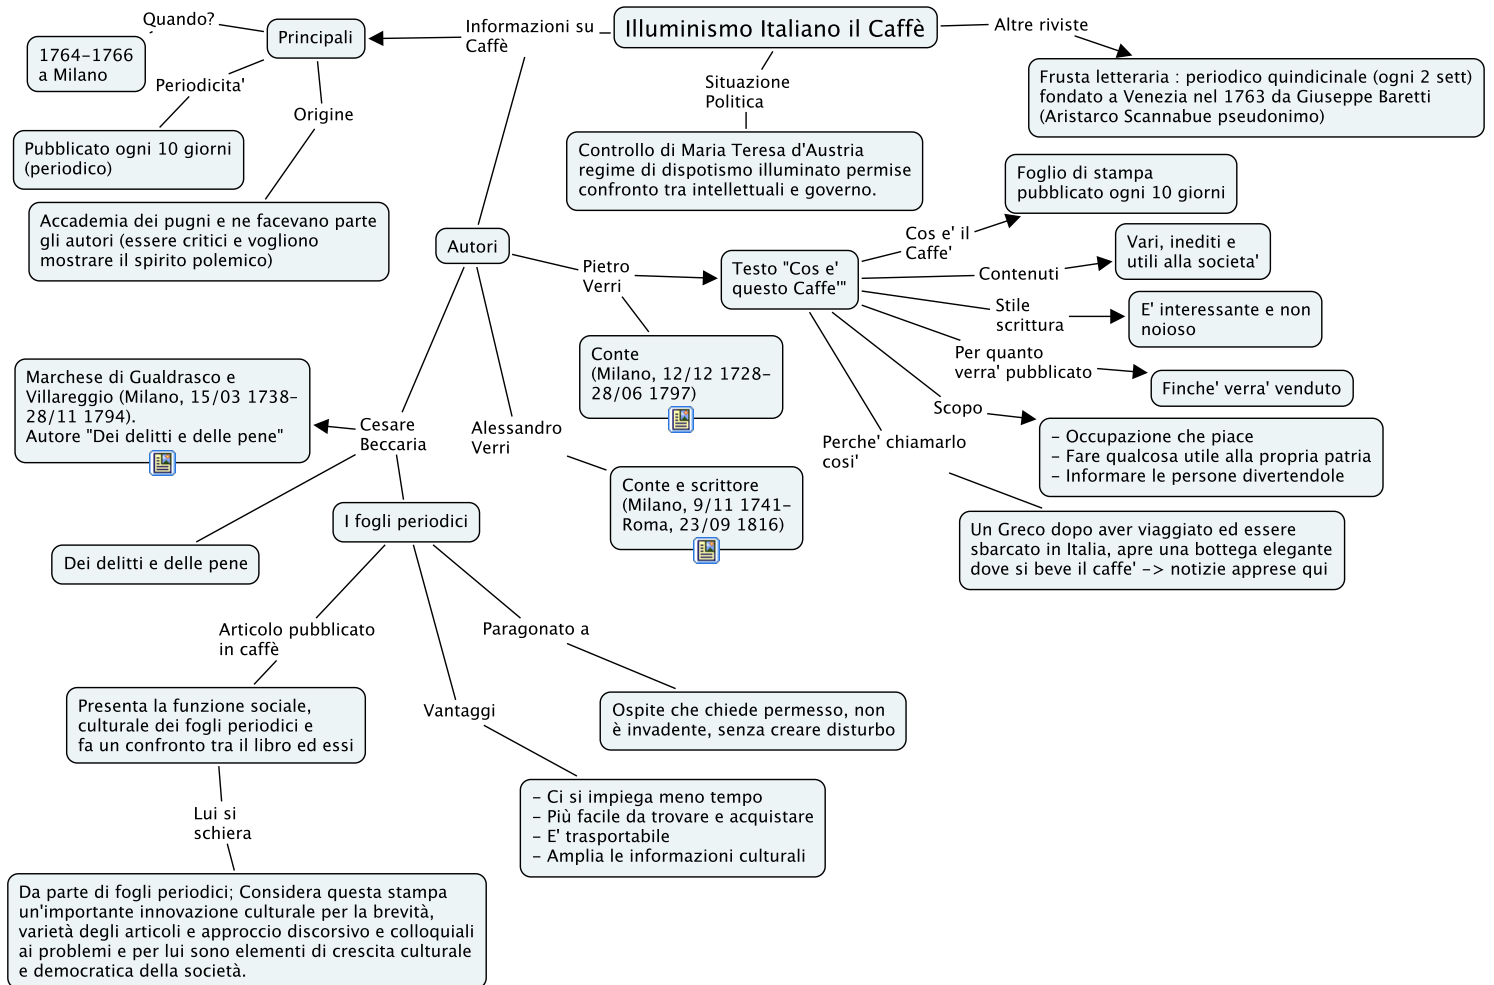 Illuminismo Italiano il Caffè
Informazioni su
Caffè
Principali
Quando?
1764-1766
a Milano
Periodicita'
Pubblicato ogni 10 giorni
(periodico)
Origine
Accademia dei pugni e ne facevano parte
gli autori (essere critici e vogliono
mostrare il spirito polemico)
Situazione
Politica
Controllo di Maria Teresa d'Austria
regime di dispotismo illuminato permise
confronto tra intellettuali e governo.
Altre riviste
Frusta letteraria : periodico quindicinale (ogni 2 sett)
fondato a Venezia nel 1763 da Giuseppe Baretti
(Aristarco Scannabue pseudonimo)
Autori
Pietro
Verri
Testo "Cos e'
questo Caffe'"
Cos e' il
Caffe'
Foglio di stampa
pubblicato ogni 10 giorni
Contenuti
Vari, inediti e
utili alla societa'
Stile
scrittura
E' interessante e non
noioso
Per quanto
verra' pubblicato
Finche' verra' venduto
Scopo
- Occupazione che piace
- Fare qualcosa utile alla propria patria
- Informare le persone divertendole
Perche' chiamarlo
cosi'
Un Greco dopo aver viaggiato ed essere
sbarcato in Italia, apre una bottega elegante
dove si beve il caffe' -> notizie apprese qui
Conte
(Milano, 12/12 1728-
28/06 1797)
Alessandro
Verri
Conte e scrittore
(Milano, 9/11 1741-
Roma, 23/09 1816)
Cesare
Beccaria
Marchese di Gualdrasco e
Villareggio (Milano, 15/03 1738-
28/11 1794).
Autore "Dei delitti e delle pene"
Dei delitti e delle pene
I fogli periodici
Articolo pubblicato
in caffè
Presenta la funzione sociale,
culturale dei fogli periodici e
fa un confronto tra il libro ed essi
Lui si
schiera
Da parte di fogli periodici; Considera questa stampa
un'importante innovazione culturale per la brevità,
varietà degli articoli e approccio discorsivo e colloquiali
ai problemi e per lui sono elementi di crescita culturale
e democratica della società.
Vantaggi
- Ci si impiega meno tempo
- Più facile da trovare e acquistare
- E' trasportabile
- Amplia le informazioni culturali
Paragonato a
Ospite che chiede permesso, non
è invadente, senza creare disturbo